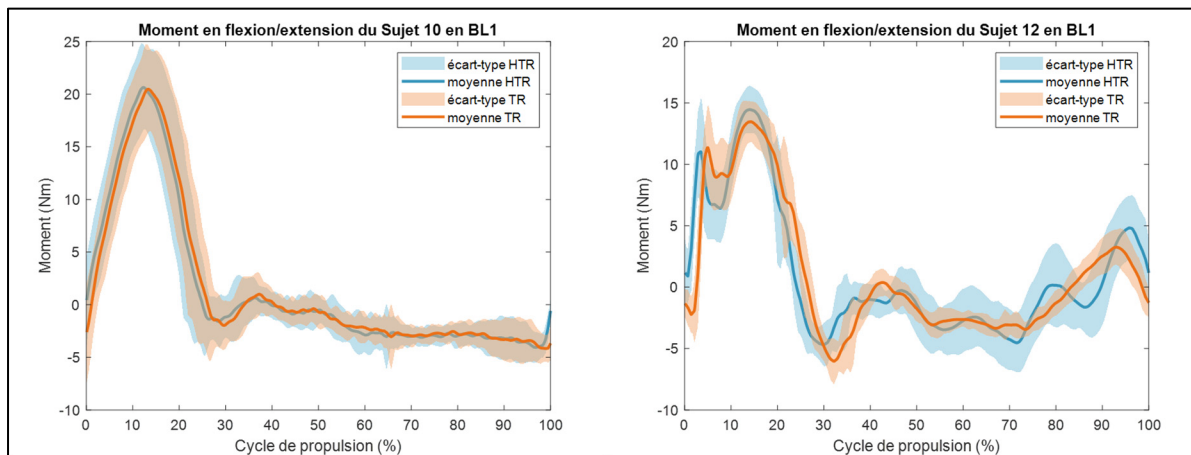 Moment en flexion/extension du Sujet 10 en BL1
25
20
15
10
5
0
-5
-10
Moment (Nm)
écart-type HTR
moyenne HTR
écart-type TR
moyenne TR
0 10 20 30 40 50 60 70 80 90 100
Cycle de propulsion (%)
Moment en flexion/extension du Sujet 12 en BL1
20
15
10
5
0
-5
-10
Moment (Nm)
écart-type HTR
moyenne HTR
écart-type TR
moyenne TR
0 10 20 30 40 50 60 70 80 90 100
Cycle de propulsion (%)